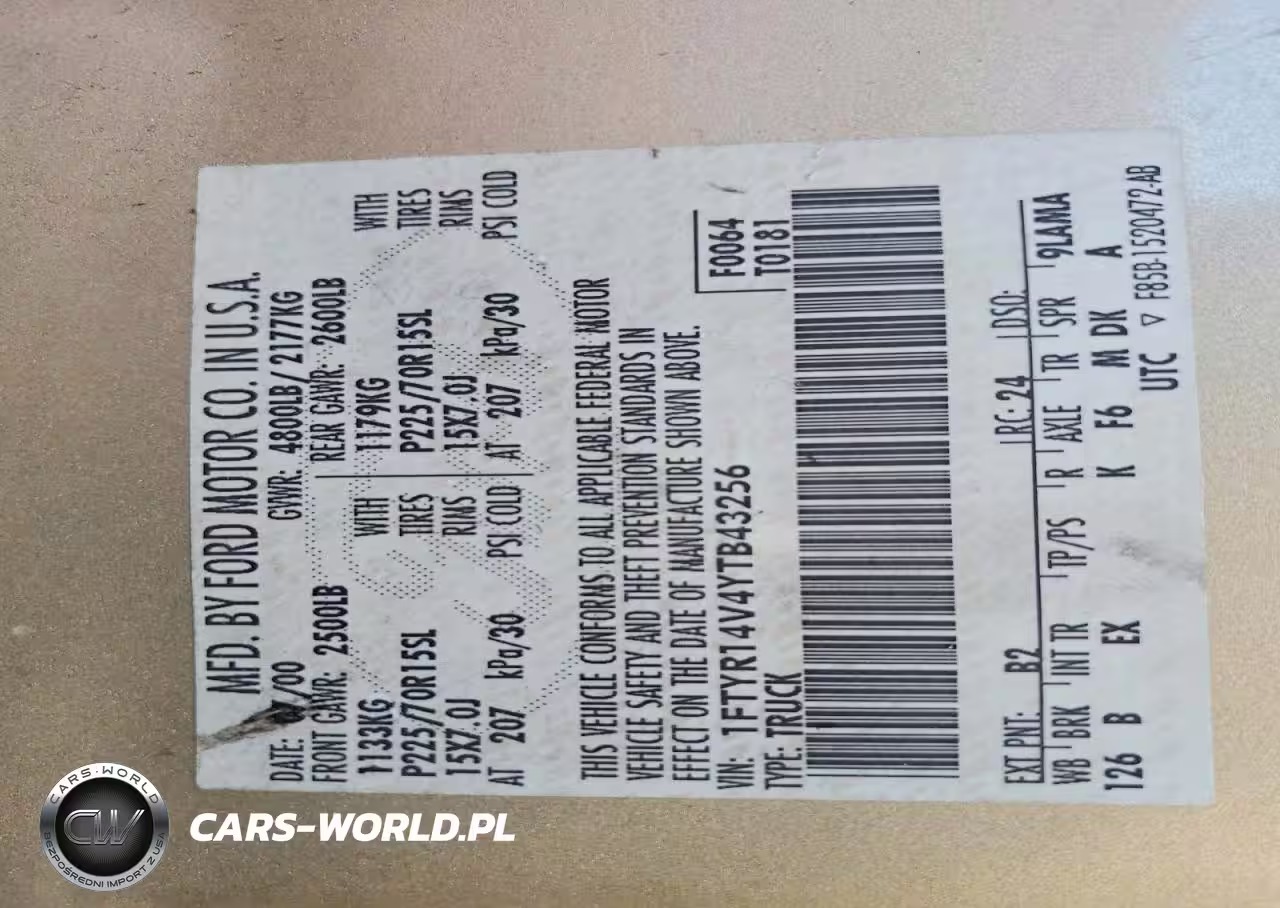 MFD. BY FORD MOTOR CO. IN U.S.A.
DATE: /00 GVWR: 4800LB/ 2177KG
FRONT GAWR: 2500LB REAR GAWR: 2600LB
1133KG WITH 1179KG WITH
P225/70R15SL TIRES P225/70R15SL TIRES
15X7.0J RIMS 15X7.0J RIMS
AT 207 kPa/30 PSI COLD AT 207 kPa/30 PSI COLD
THIS VEHICLE CONFORMS TO ALL APPLICABLE FEDERAL MOTOR
VEHICLE SAFETY AND THEFT PREVENTION STANDARDS IN
EFFECT ON THE DATE OF MANUFACTURE SHOWN ABOVE.
VIN: 1FTYR14V4YTB43256 F0064
TYPE: TRUCK T0181
EXT PNT: B2 RC: 24 DSO:
WB BRK INT TR TP/PS R AXLE TR SPR 9LAMA
126 B EX K F6 M DK A
UTC ▽ F85B-1520472-AB
CARS-WORLD
CW
BEZPOŚREDNI IMPORT Z USA
CARS-WORLD.PL